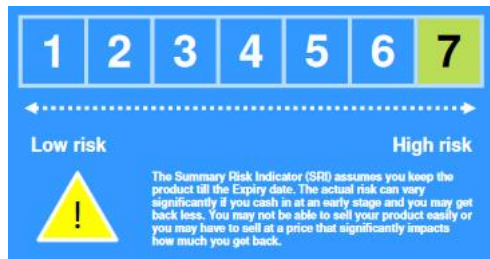 1 2 3 4 5 6 7
Low risk High risk
!
The Summary Risk Indicator (SRI) assumes you keep the
product till the Expiry date. The actual risk can vary
significantly if you cash in at an early stage and you may get
back less. You may not be able to sell your product easily or
you may have to sell at a price that significantly impacts
how much you get back.